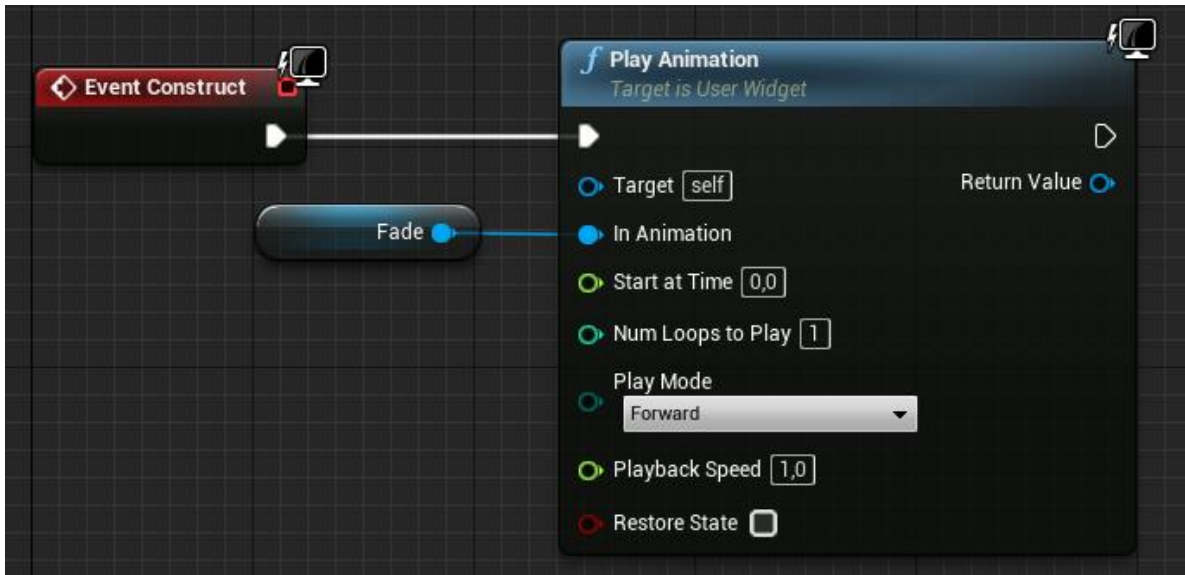 Event Construct
f Play Animation
Target is User Widget
Target self
Return Value
Fade
In Animation
Start at Time 0,0
Num Loops to Play 1
Play Mode
Forward
Playback Speed 1,0
Restore State